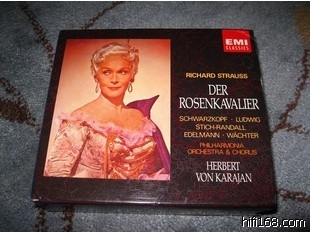 EMI
CLASSICS
RICHARD STRAUSS
DER
ROSENKAVALIER
SCHWARZKOPF · LUDWIG
STICH-RANDALL
EDELMANN · WÄCHTER
PHILHARMONIA
ORCHESTRA & CHORUS
HERBERT
VON KARAJAN
hifi168.com